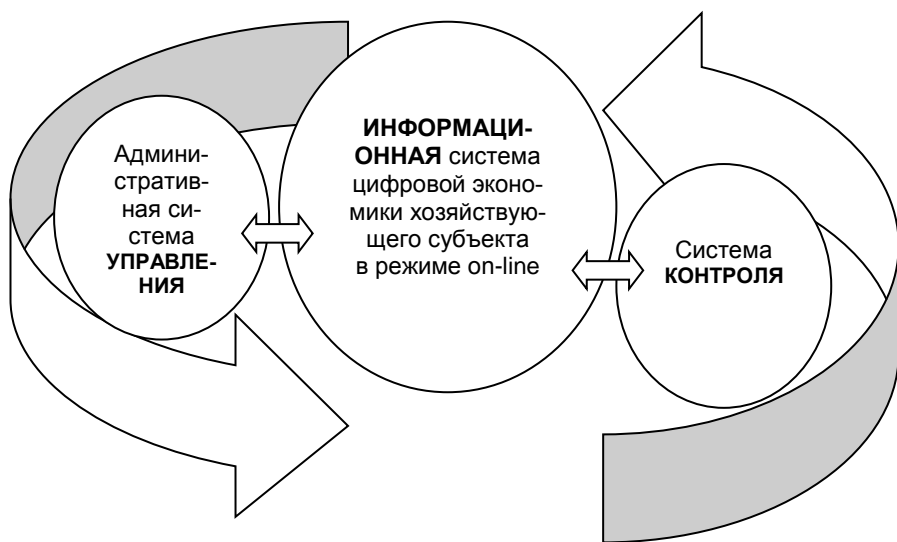 Админи-
стратив-
ная си-
стема
УПРАВЛЕ-
НИЯ
ИНФОРМАЦИ-
ОННАЯ система
цифровой эконо-
мики хозяйствую-
щего субъекта
в режиме on-line
Система
КОНТРОЛЯ